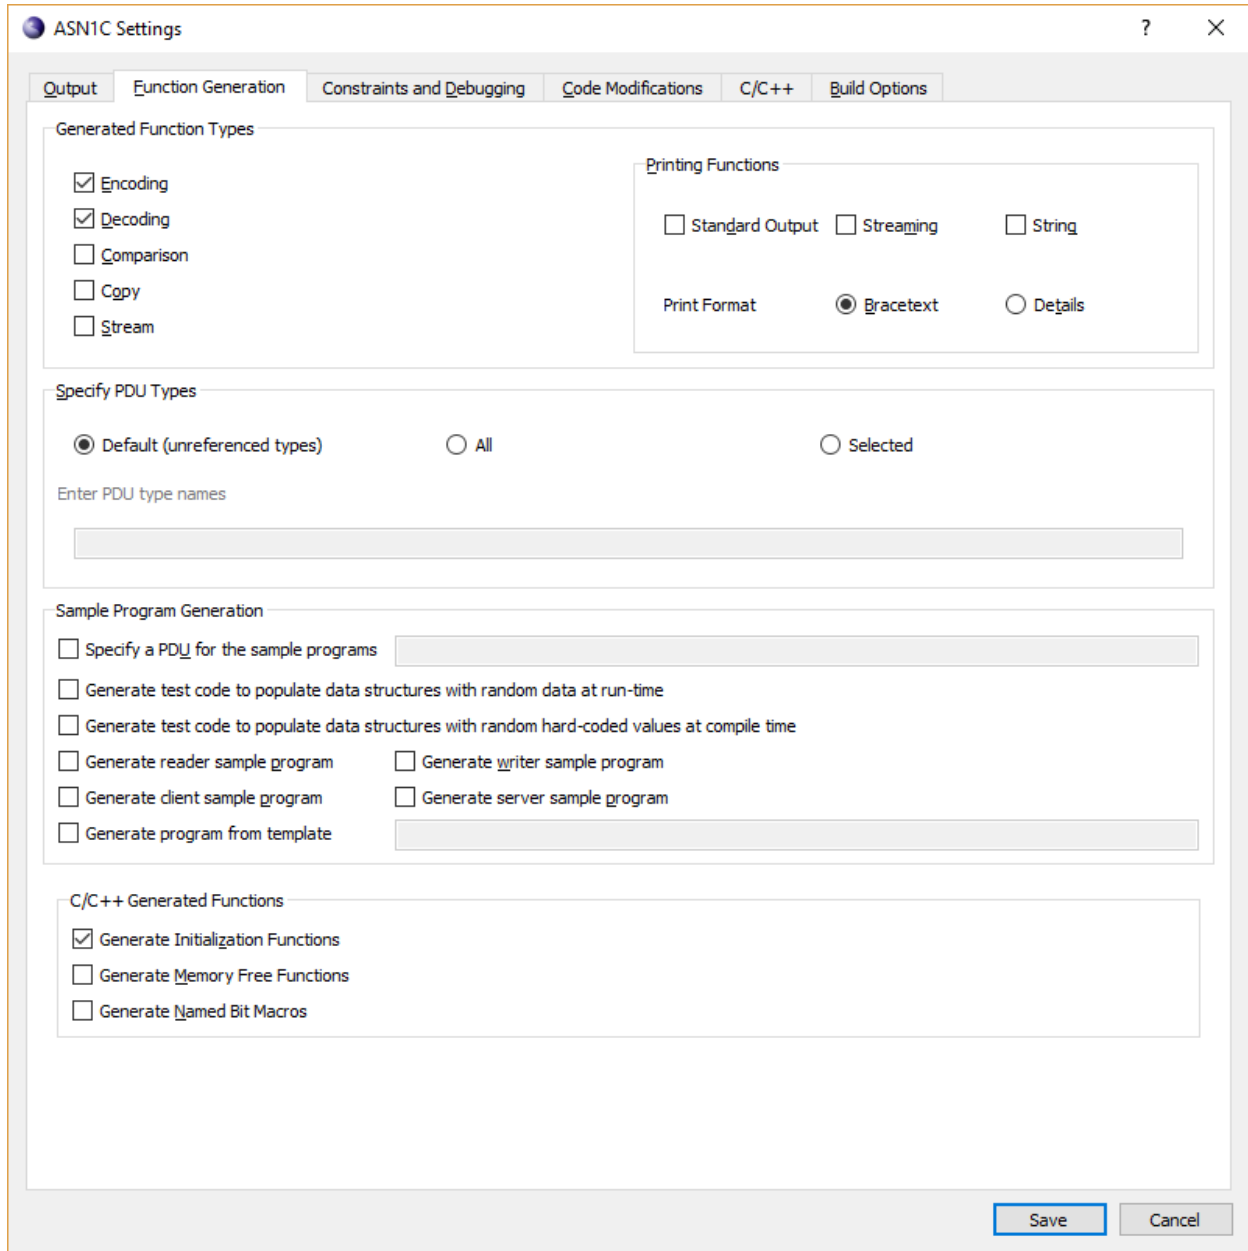 ASN1C Settings
?
Output Function Generation Constraints and Debugging Code Modifications C/C++ Build Options
Generated Function Types
Encoding
Decoding
Comparison
Copy
Stream
Printing Functions
Standard Output Streaming String
Print Format Bracetext Details
Specify PDU Types
Default (unreferenced types) All Selected
Enter PDU type names
Sample Program Generation
Specify a PDU for the sample programs
Generate test code to populate data structures with random data at run-time
Generate test code to populate data structures with random hard-coded values at compile time
Generate reader sample program Generate writer sample program
Generate client sample program Generate server sample program
Generate program from template
C/C++ Generated Functions
Generate Initialization Functions
Generate Memory Free Functions
Generate Named Bit Macros
Save Cancel